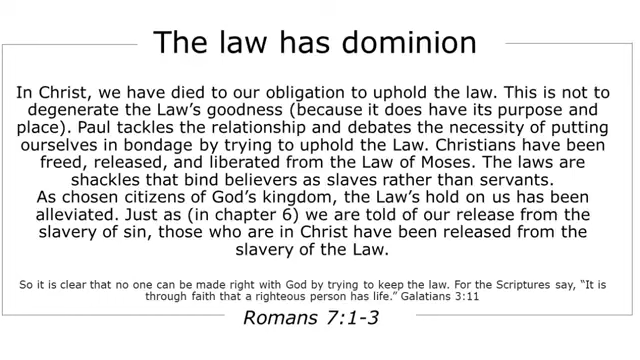 The law has dominion
In Christ, we have died to our obligation to uphold the law. This is not to
degenerate the Law’s goodness (because it does have its purpose and
place). Paul tackles the relationship and debates the necessity of putting
ourselves in bondage by trying to uphold the Law. Christians have been
freed, released, and liberated from the Law of Moses. The laws are
shackles that bind believers as slaves rather than servants.
As chosen citizens of God’s kingdom, the Law’s hold on us has been
alleviated. Just as (in chapter 6) we are told of our release from the
slavery of sin, those who are in Christ have been released from the
slavery of the Law.
So it is clear that no one can be made right with God by trying to keep the law. For the Scriptures say, “It is
through faith that a righteous person has life.” Galatians 3:11
Romans 7:1-3